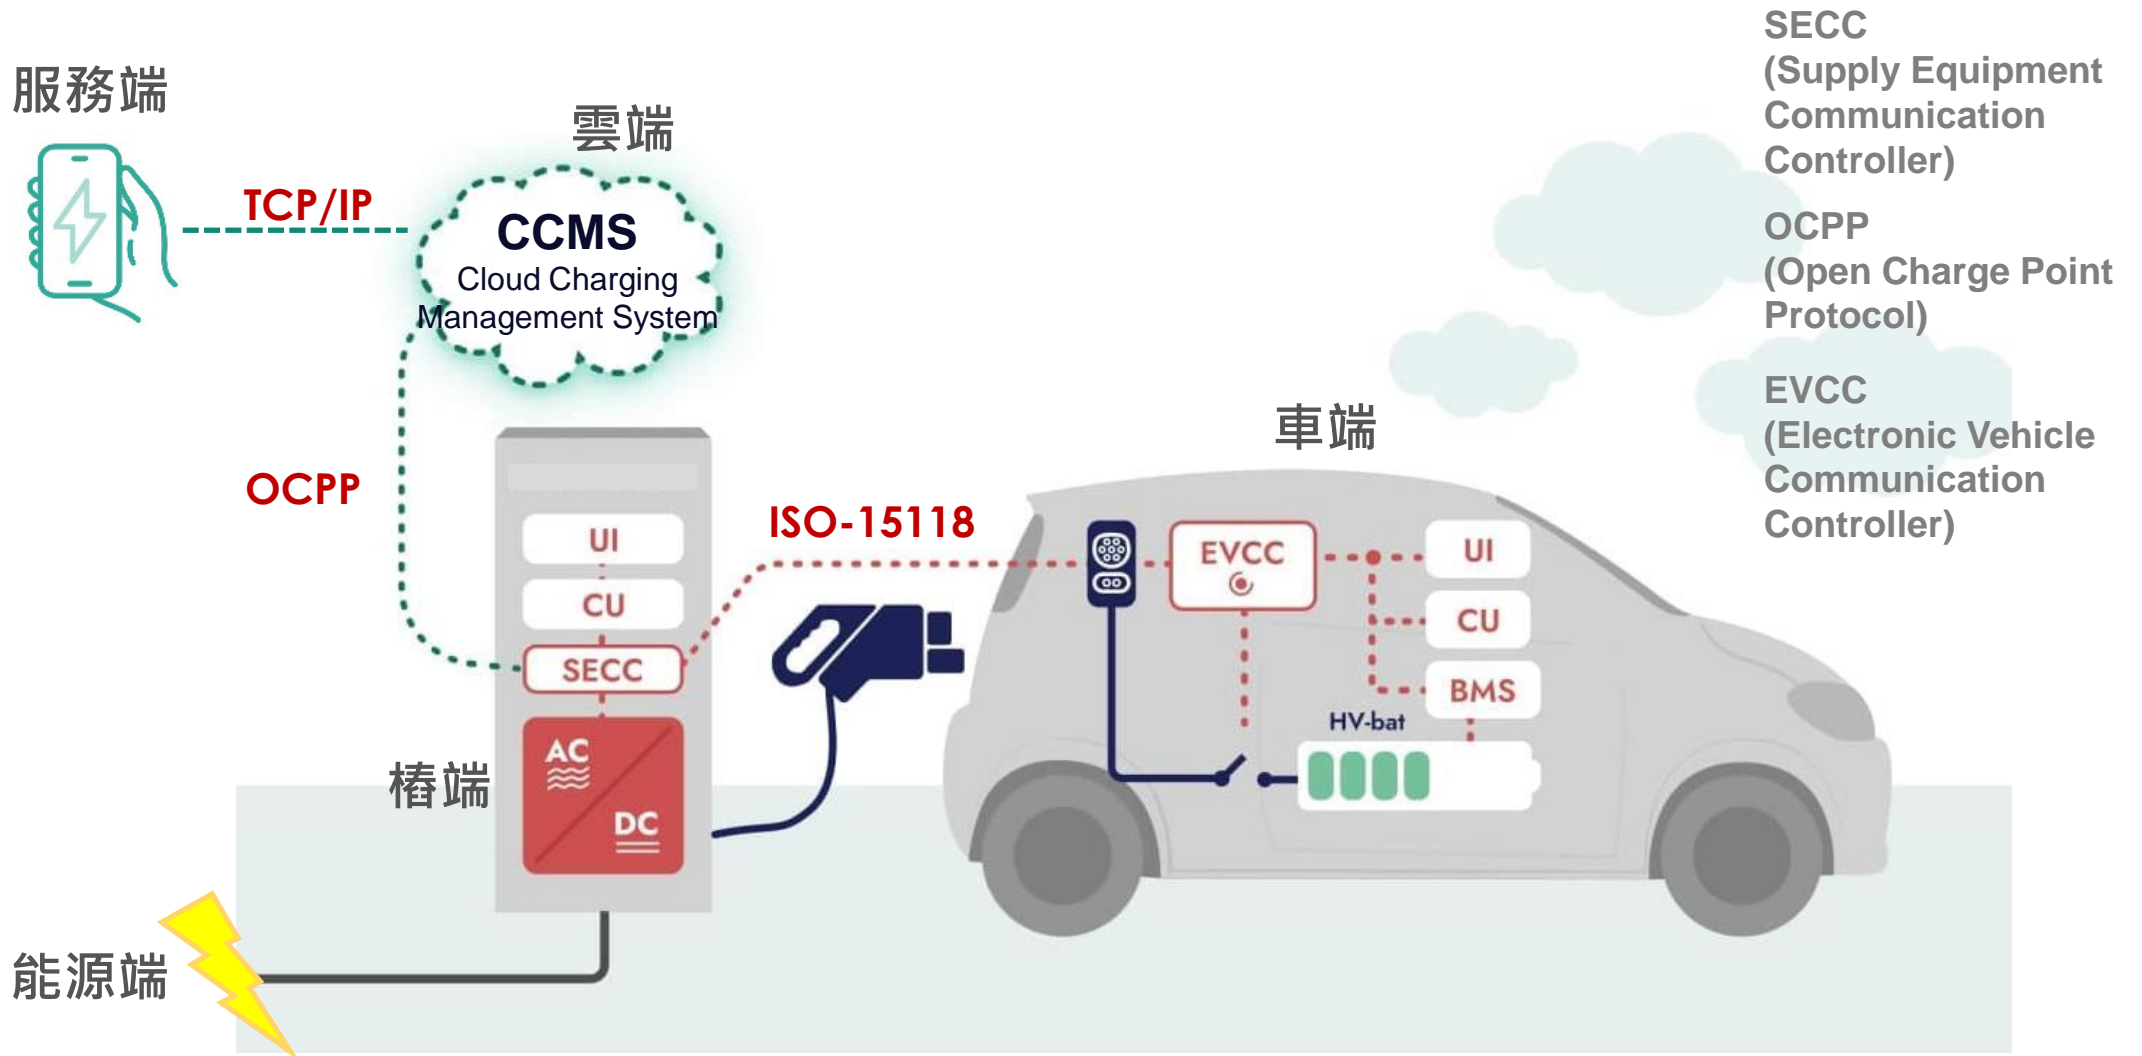 服務端
TCP/IP
雲端
CCMS
Cloud Charging
Management System
OCPP
UI
CU
SECC
AC
DC
樁端
能源端
ISO-15118
車端
EVCC
UI
CU
BMS
HV-bat
SECC
(Supply Equipment
Communication
Controller)
OCPP
(Open Charge Point
Protocol)
EVCC
(Electronic Vehicle
Communication
Controller)